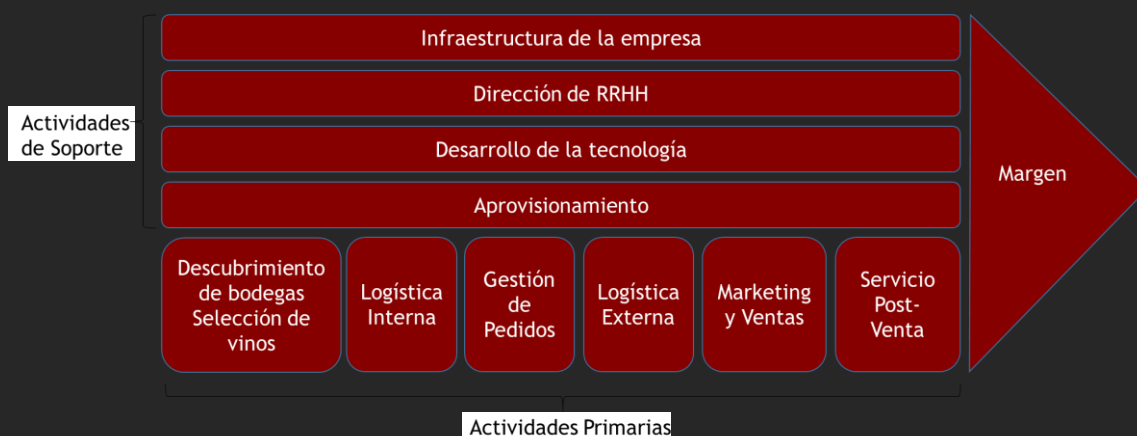 Infraestructura de la empresa
Dirección de RRHH
Actividades
de Soporte
Desarrollo de la tecnología
Aprovisionamiento
Margen
Descubrimiento
de bodegas
Selección de
vinos
Logística
Interna
Gestión
de
Pedidos
Logística
Externa
Marketing
y Ventas
Servicio
Post-
Venta
Actividades Primarias